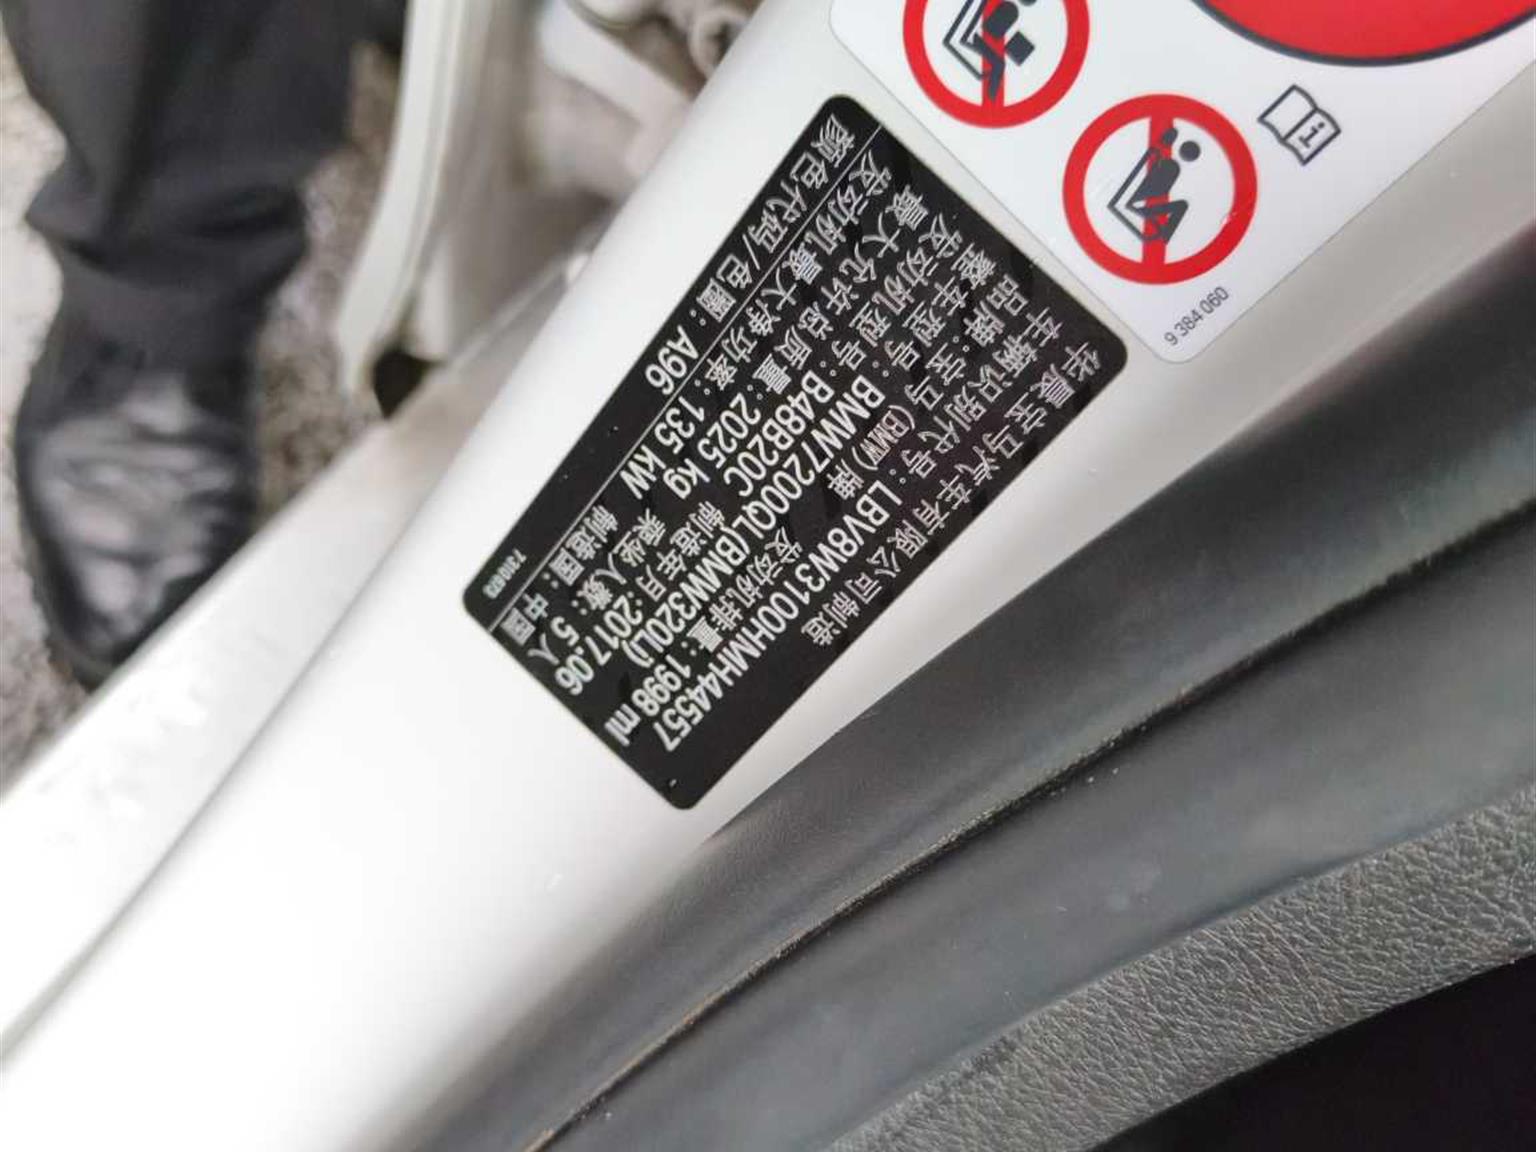 华晨宝马汽车有限公司制造
车辆识别代号: LBV8W3100HMH44557
品牌: 宝马 (BMW) 牌
整车型号: BMW7200QL(BMW320Li)
发动机型号: B48B20C 发动机排量: 1998 ml
最大允许总质量: 2025 kg 制造年月: 2017.06
发动机最大净功率: 135 kW 乘坐人数: 5 人
颜色代码/色圈: A96 制造国: 中国
9 384 060